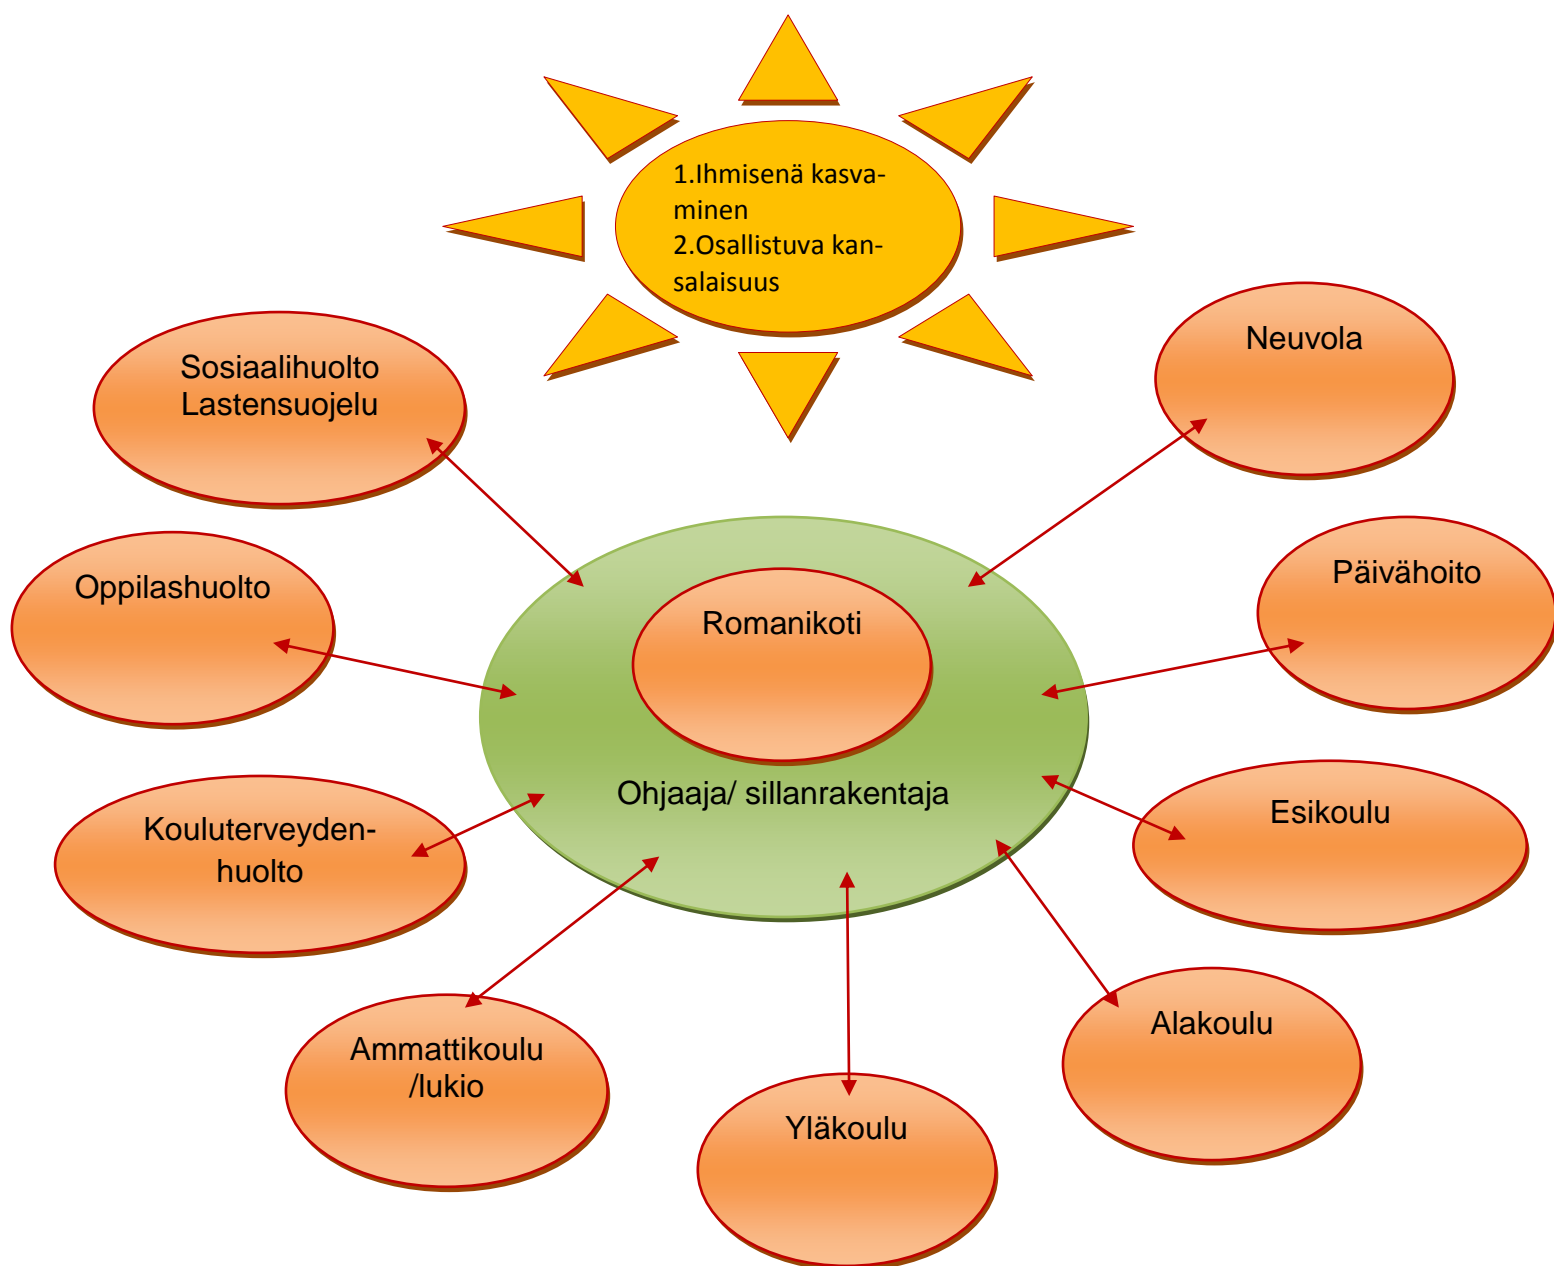 1.Ihmisenä kasva-
minen
2.Osallistuva kan-
salaisuus
Neuvola
Sosiaalihuolto
Lastensuojelu
Päivähoito
Oppilashuolto
Romanikoti
Ohjaaja/ sillanrakentaja
Esikoulu
Kouluterveyden-
huolto
Alakoulu
Ammattikoulu
/lukio
Yläkoulu